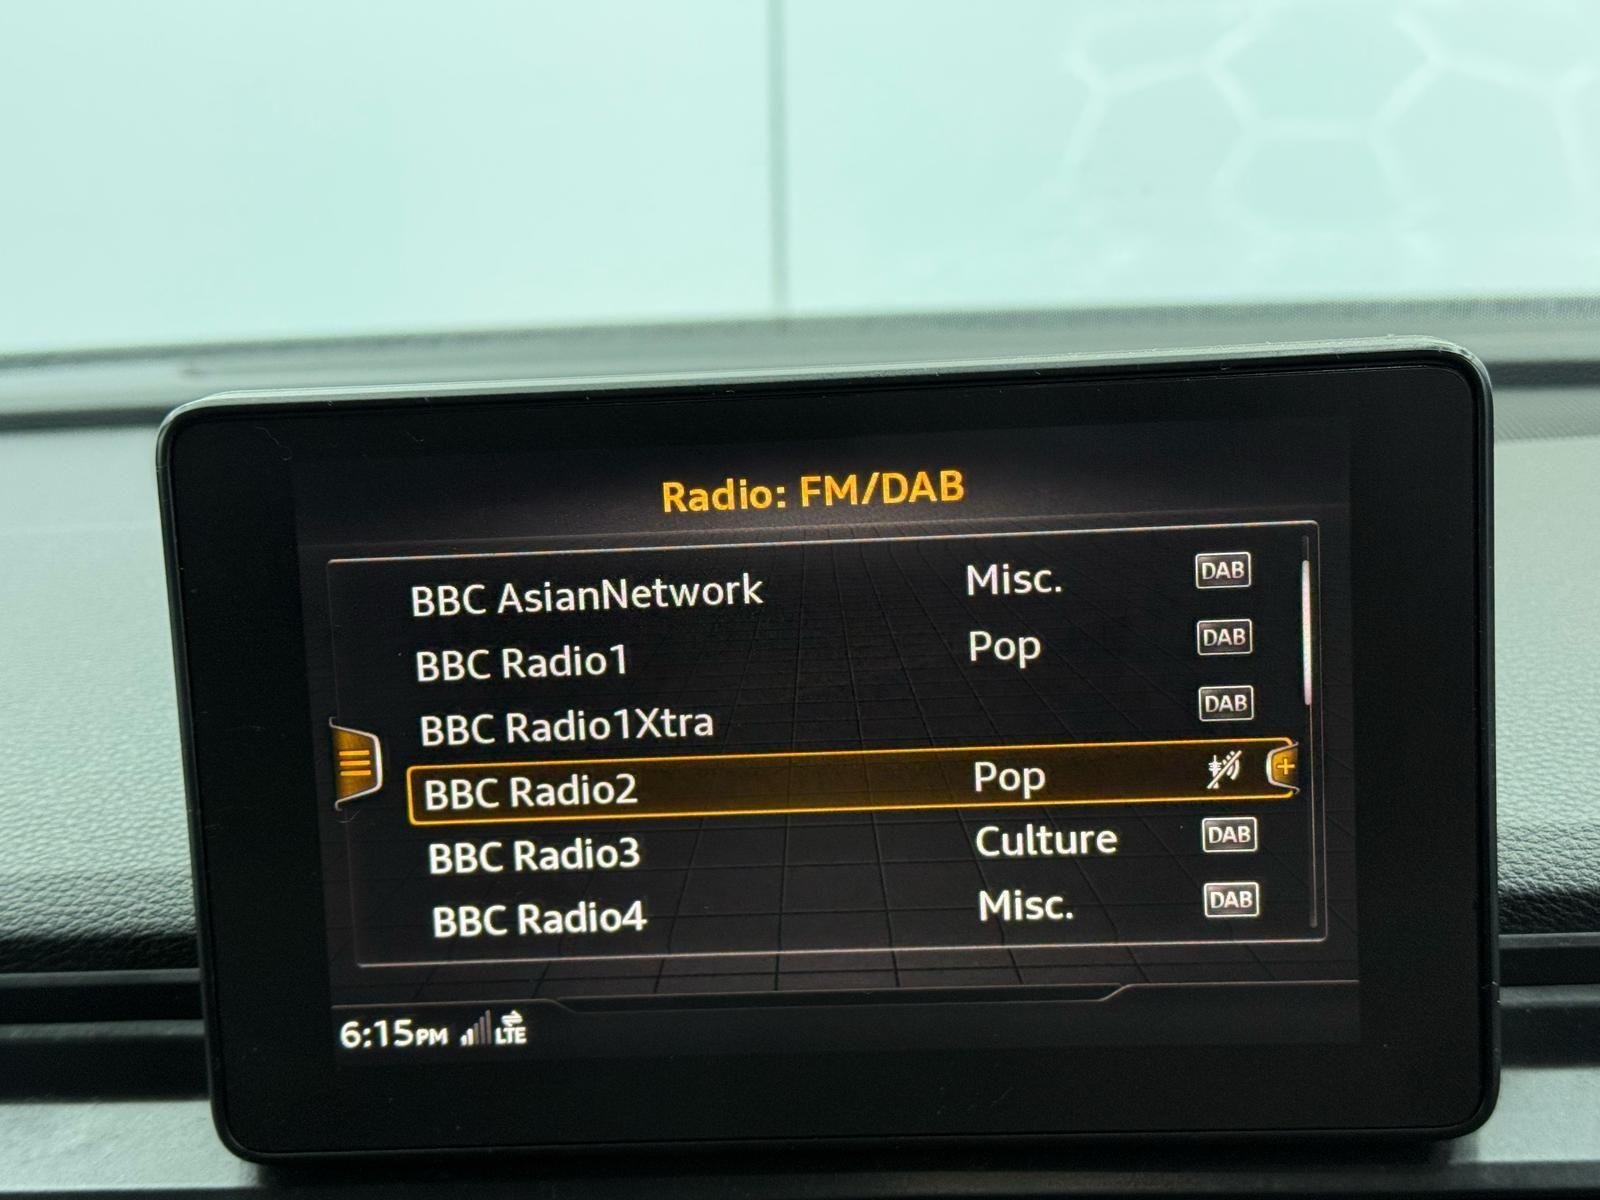 Radio: FM/DAB
BBC AsianNetwork Misc. DAB
BBC Radio1 Pop DAB
BBC Radio1Xtra DAB
BBC Radio2 Pop
BBC Radio3 Culture DAB
BBC Radio4 Misc. DAB
6:15PM LTE